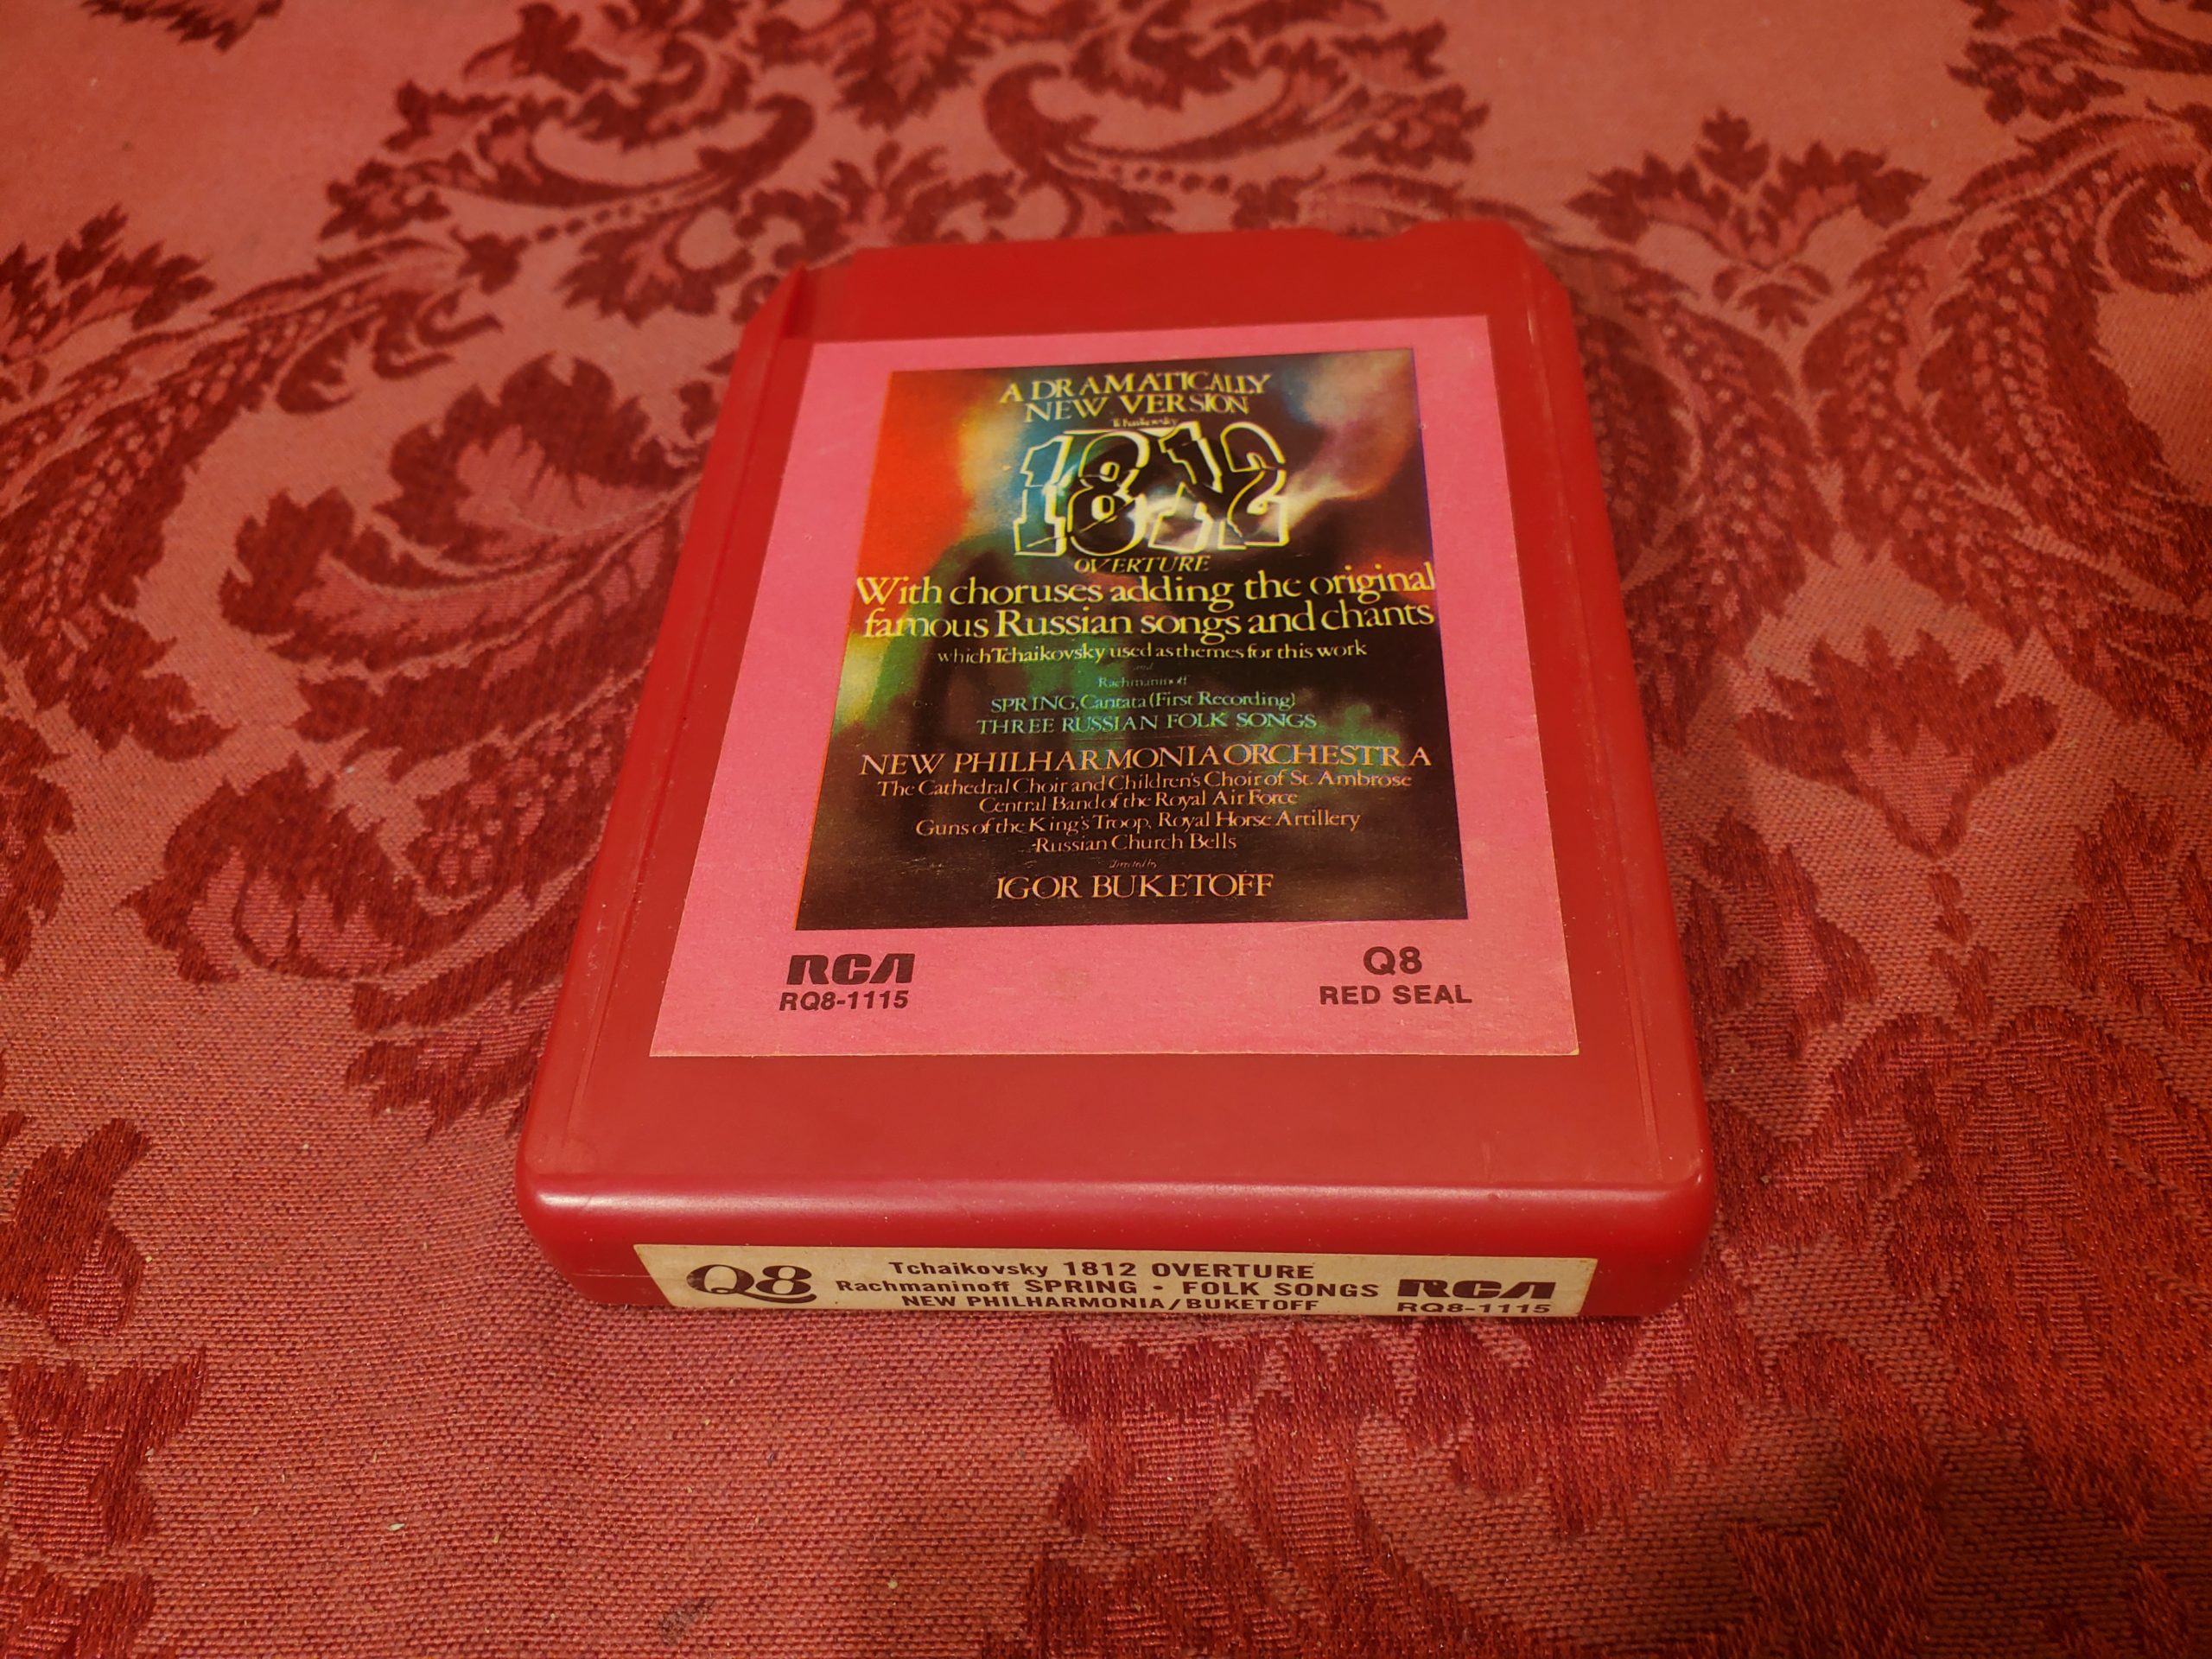 A DRAMATICALLY
NEW VERSION
Tchaikovsky
1812
OVERTURE
With choruses adding the original
famous Russian songs and chants
which Tchaikovsky used as themes for this work
and
Rachmaninoff
SPRING, Cantata (First Recording)
THREE RUSSIAN FOLK SONGS
NEW PHILHARMONIA ORCHESTRA
The Cathedral Choir and Children's Choir of St. Ambrose
Central Band of the Royal Air Force
Guns of the King's Troop, Royal Horse Artillery
Russian Church Bells
Directed by
IGOR BUKETOFF
RCA
RQ8-1115
Q8
RED SEAL
Q8
Tchaikovsky 1812 OVERTURE
Rachmaninoff SPRING • FOLK SONGS
NEW PHILHARMONIA/BUKETOFF
RCA
RQ8-1115